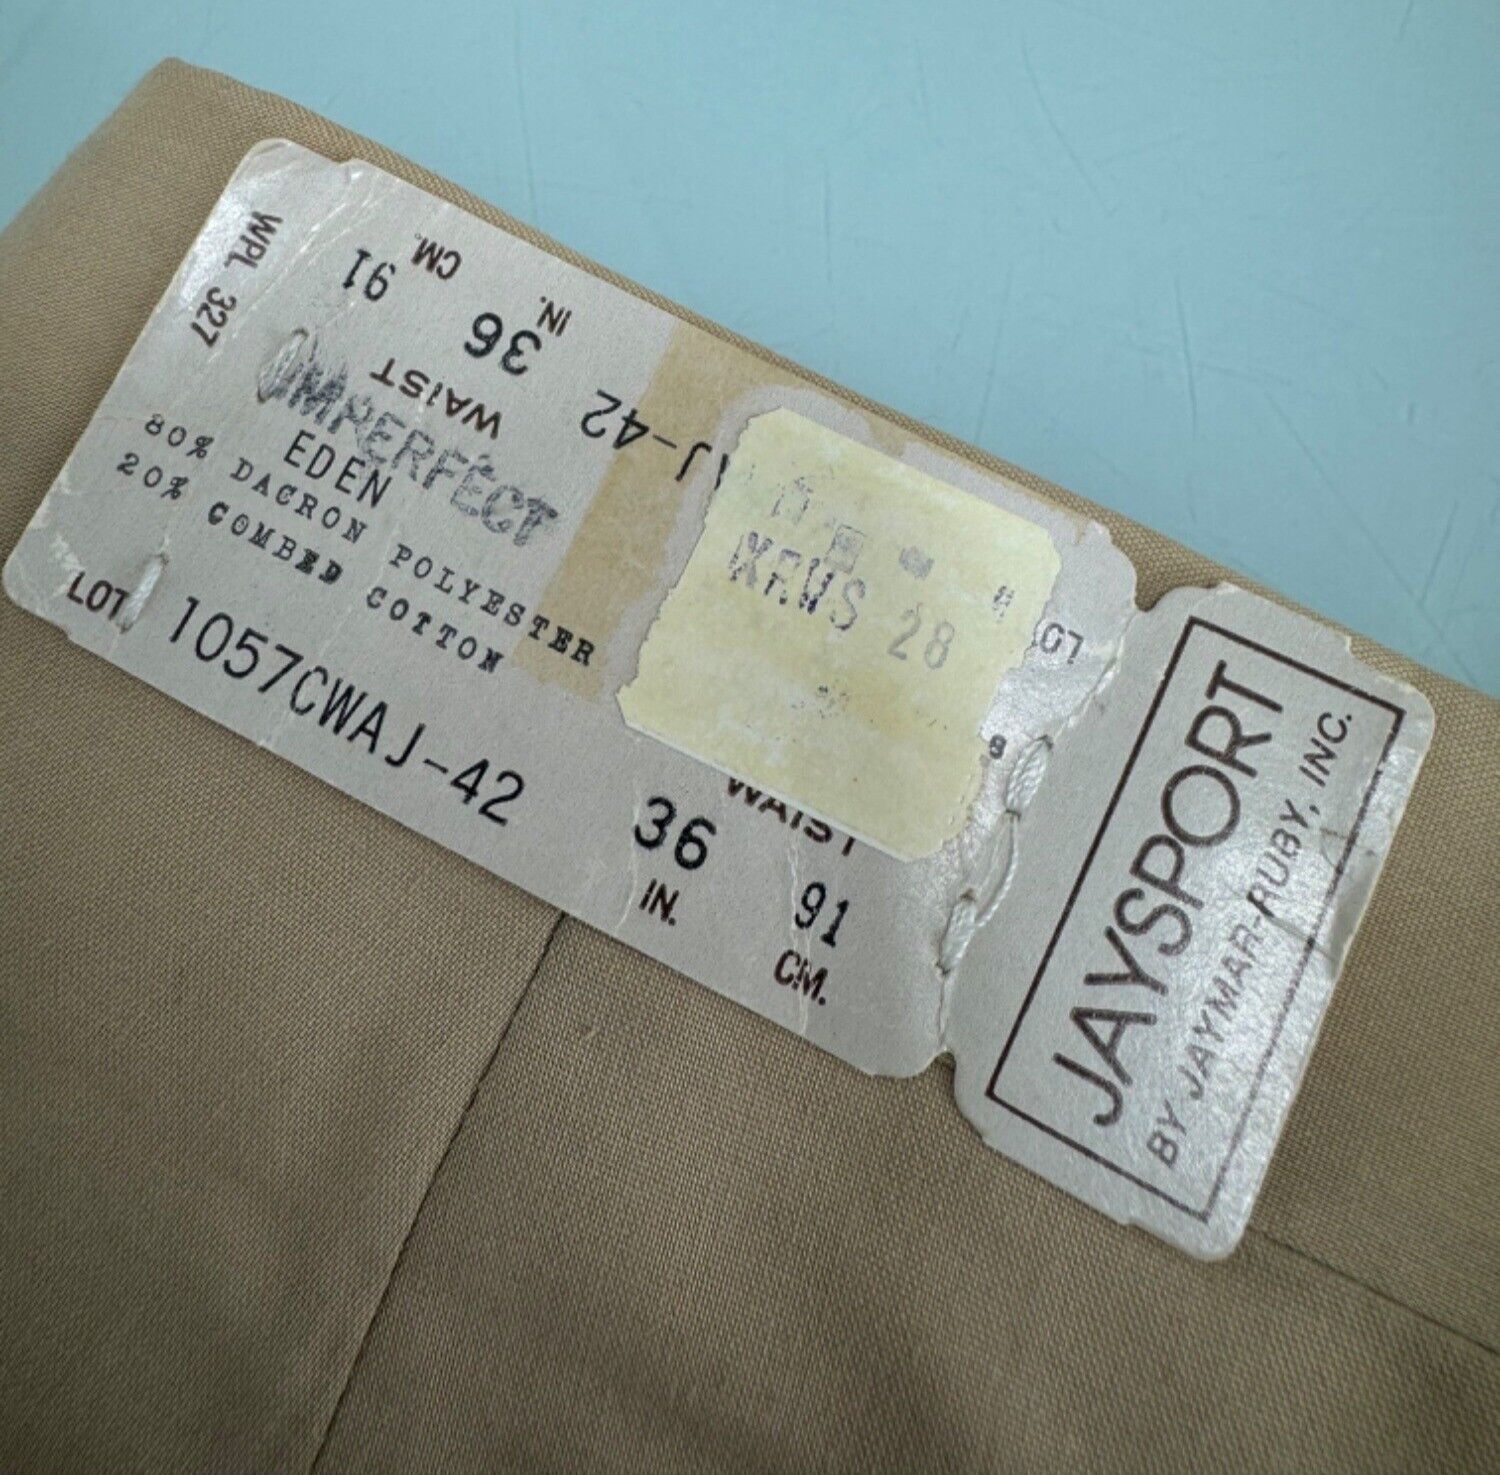 WPL 327
CM.
91
IN.
36
WAIST
J-42
IMPERFECT
EDEN
80% DACRON POLYESTER
20% COMBED COTTON
LOT 1057CWAJ-42
36
IN.
WAIST
91
CM.
28
LO
JAYSPORT
BY JAYMAR-RUBY, INC.